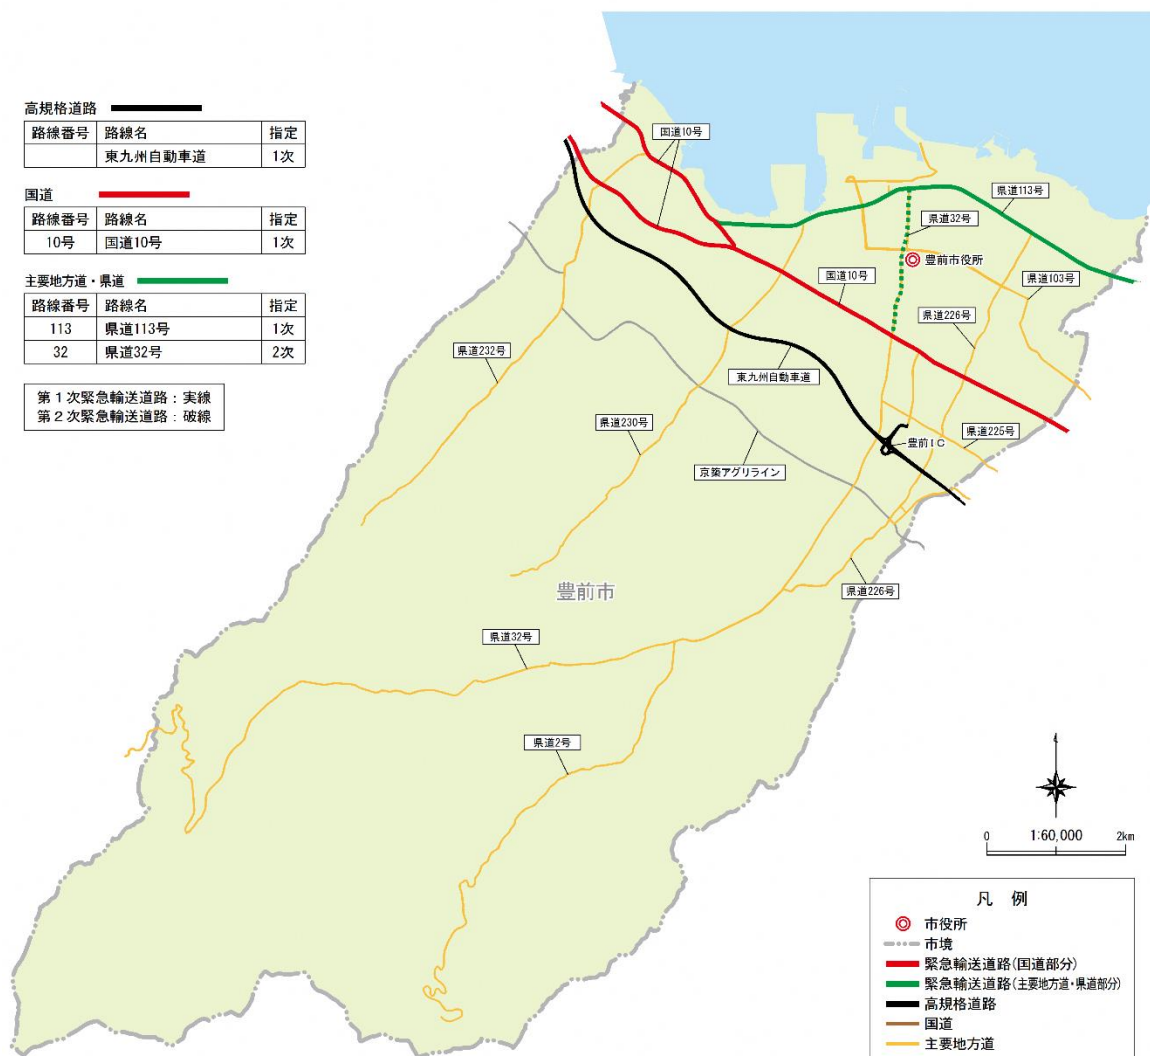 高規格道路
路線番号 路線名 指定
東九州自動車道 1次
国道
路線番号 路線名 指定
10号 国道10号 1次
主要地方道・県道
路線番号 路線名 指定
113 県道113号 1次
32 県道32号 2次
第1次緊急輸送道路:実線
第2次緊急輸送道路:破線
国道10号
県道113号
県道32号
豊前市役所
国道10号
県道103号
県道226号
県道232号
東九州自動車道
県道230号
県道225号
豊前IC
京築アグリライン
豊前市
県道226号
県道32号
県道2号
0 1:60,000 2km
凡 例
市役所
市境
緊急輸送道路(国道部分)
緊急輸送道路(主要地方道・県道部分)
高規格道路
国道
主要地方道